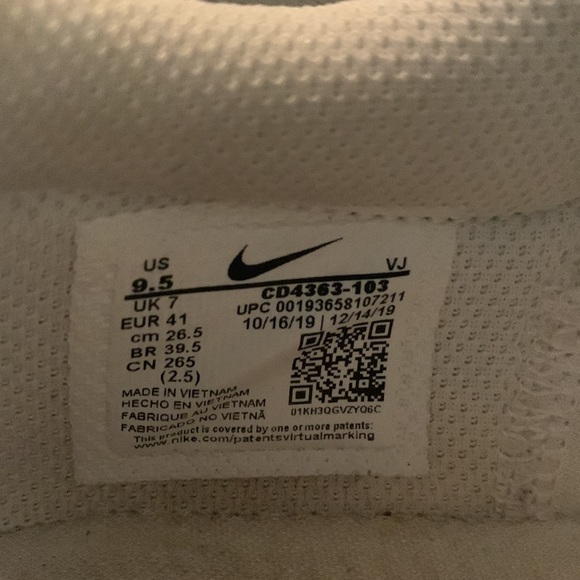 US
9.5
VJ
CD4363-103
UK 7
UPC 00193658107211
EUR 41
10/16/19 | 12/14/19
cm 26.5
BR 39.5
CN 265
(2.5)
01KH3QGVZYQ6C
MADE IN VIETNAM
HECHO EN VIETNAM
FABRIQUE AU VIETNAM
FABRICADO NO VIETNÃ
This product is covered by one or more patents:
www.nike.com/patentsvirtualmarking